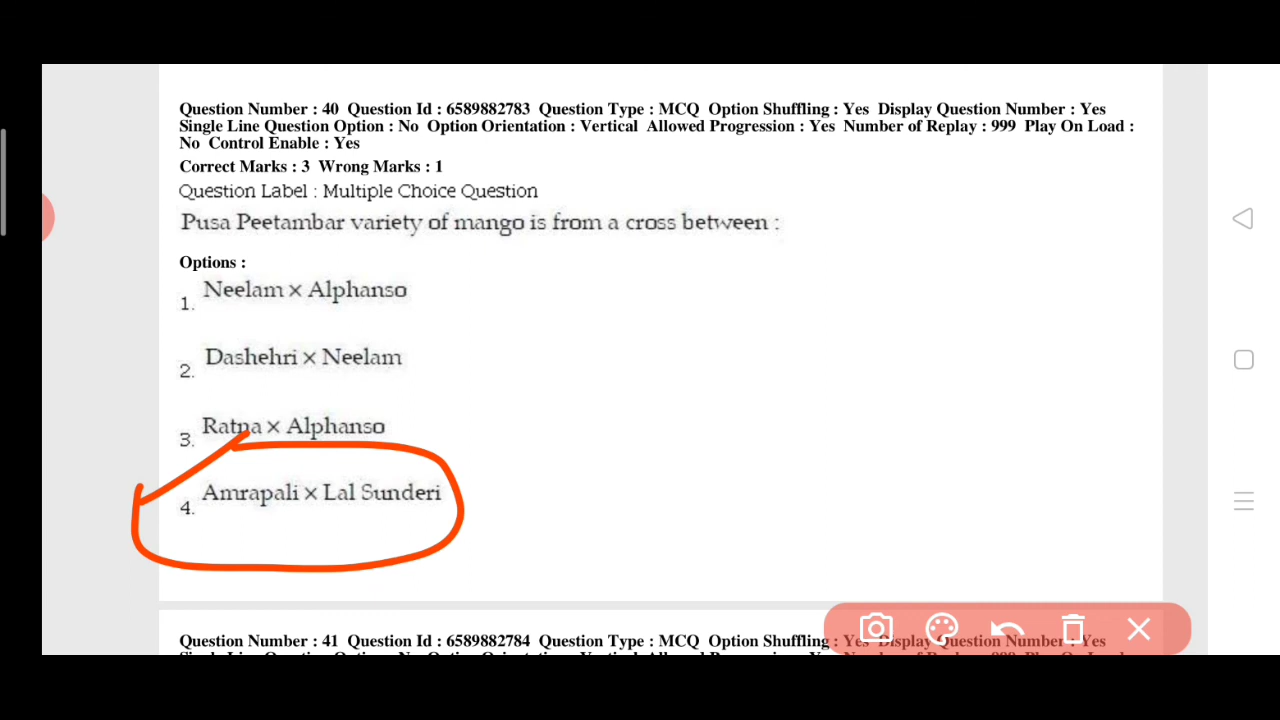 Question Number : 40 Question Id : 6589882783 Question Type : MCQ Option Shuffling : Yes Display Question Number : Yes
Single Line Question Option : No Option Orientation : Vertical Allowed Progression : Yes Number of Replay : 999 Play On Load :
No Control Enable : Yes
Correct Marks : 3 Wrong Marks : 1
Question Label : Multiple Choice Question
Pusa Peetambar variety of mango is from a cross between :
Options :
1. Neelam × Alphanso
2. Dashehri × Neelam
3. Ratna × Alphanso
4. Amrapali × Lal Sunderi
Question Number : 41 Question Id : 6589882784 Question Type : MCQ Option Shuffling : Yes Display Question Number : Yes